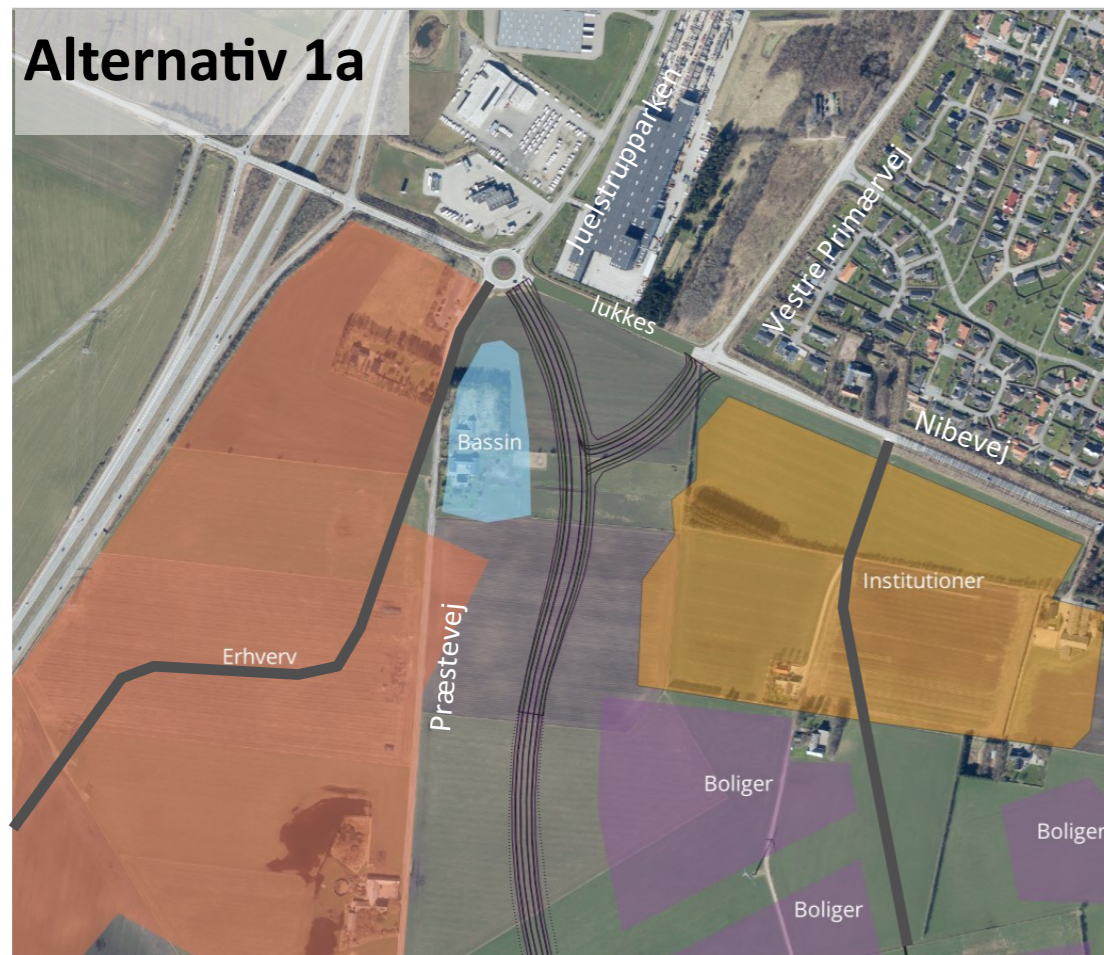 Alternativ 1a
Juelstrupparken
Vestre Primærvej
lukkes
Nibevej
Bassin
Institutioner
Erhverv
Præstevej
Boliger
Boliger
Boliger